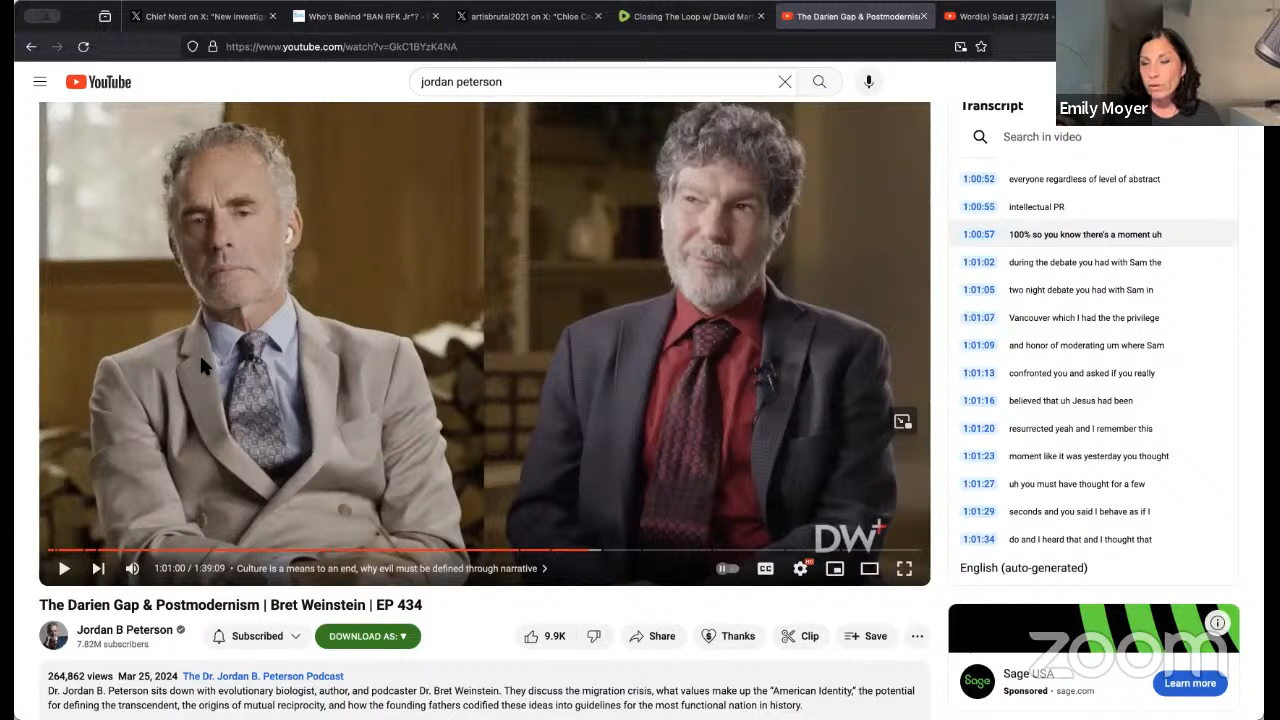 Chief Nerd on X: "New Investig
Who's Behind "BAN RFK Jr"? -
artisbrutal2021 on X: "Chloe Co
Closing The Loop w/ David Mar
The Darien Gap & Postmodernis
Word(s) Salad | 3/27/24 -
https://www.youtube.com/watch?v=GkC1BYzK4NA
YouTube
jordan peterson
Emily Moyer
Transcript
Search in video
1:00:52 everyone regardless of level of abstract
1:00:55 intellectual PR
1:00:57 100% so you know there's a moment uh
1:01:02 during the debate you had with Sam the
1:01:05 two night debate you had with Sam in
1:01:07 Vancouver which I had the the privilege
1:01:09 and honor of moderating um where Sam
1:01:13 confronted you and asked if you really
1:01:16 believed that uh Jesus had been
1:01:20 resurrected yeah and I remember this
1:01:23 moment like it was yesterday you thought
1:01:27 uh you must have thought for a few
1:01:29 seconds and you said I behave as if I
1:01:34 do and I heard that and I thought that
English (auto-generated)
DW+
1:01:00 / 1:39:09 • Culture is a means to an end, why evil must be defined through narrative >
CC
HD
The Darien Gap & Postmodernism | Bret Weinstein | EP 434
Jordan B Peterson
7.82M subscribers
Subscribed
DOWNLOAD AS: ▼
9.9K
Share
Thanks
Clip
Save
264,862 views Mar 25, 2024 The Dr. Jordan B. Peterson Podcast
Dr. Jordan B. Peterson sits down with evolutionary biologist, author, and podcaster Dr. Bret Weinstein. They discuss the migration crisis, what values make up the "American Identity," the potential
for defining the transcendent, the origins of mutual reciprocity, and how the founding fathers codified these ideas into guidelines for the most functional nation in history.
zoom
Sage
Sage USA
Sponsored • sage.com
Learn more